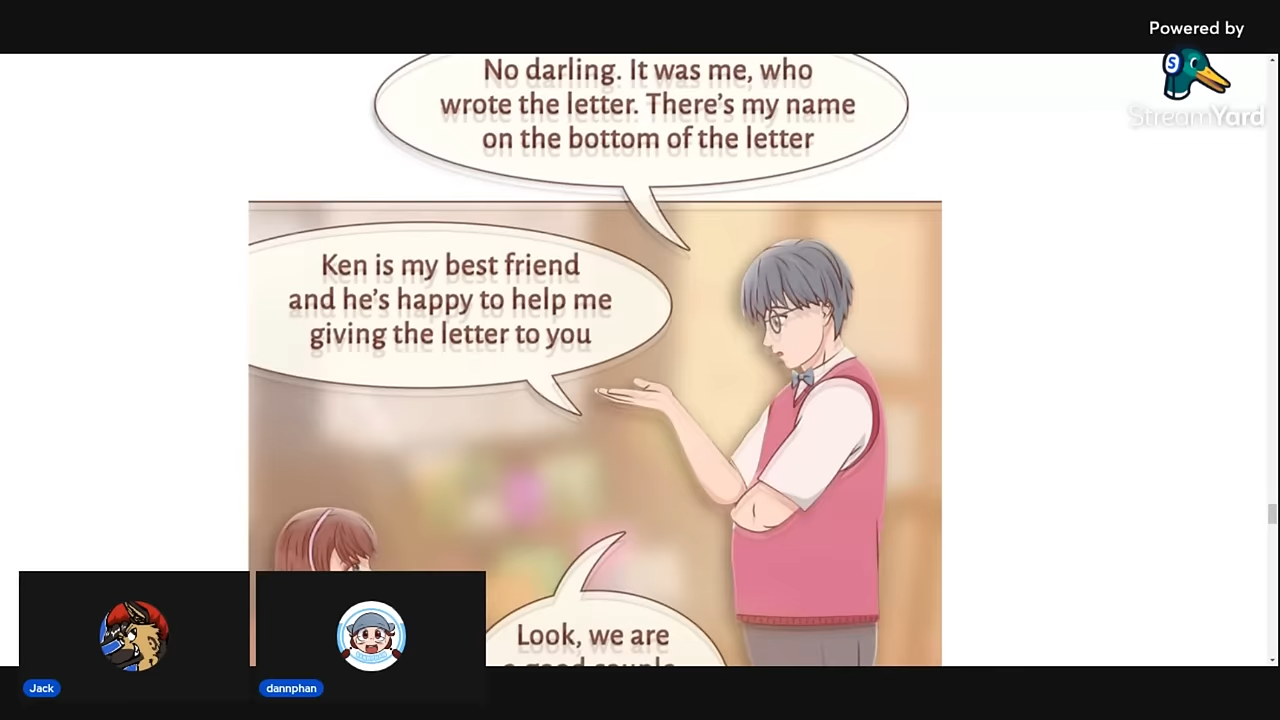 Powered by
S
StreamYard
No darling. It was me, who
wrote the letter. There's my name
on the bottom of the letter
Ken is my best friend
and he's happy to help me
giving the letter to you
Look, we are
a good couple
Jack
dannphan